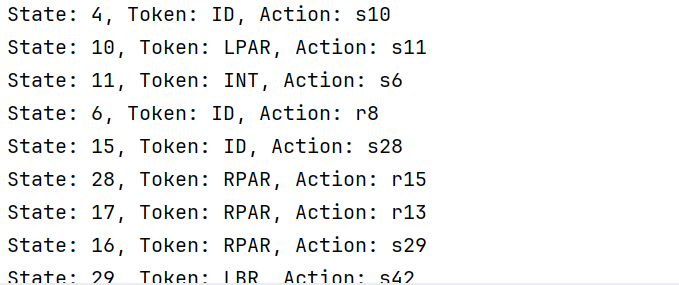 State: 4, Token: ID, Action: s10
State: 10, Token: LPAR, Action: s11
State: 11, Token: INT, Action: s6
State: 6, Token: ID, Action: r8
State: 15, Token: ID, Action: s28
State: 28, Token: RPAR, Action: r15
State: 17, Token: RPAR, Action: r13
State: 16, Token: RPAR, Action: s29
State: 29, Token: LBR, Action: s42